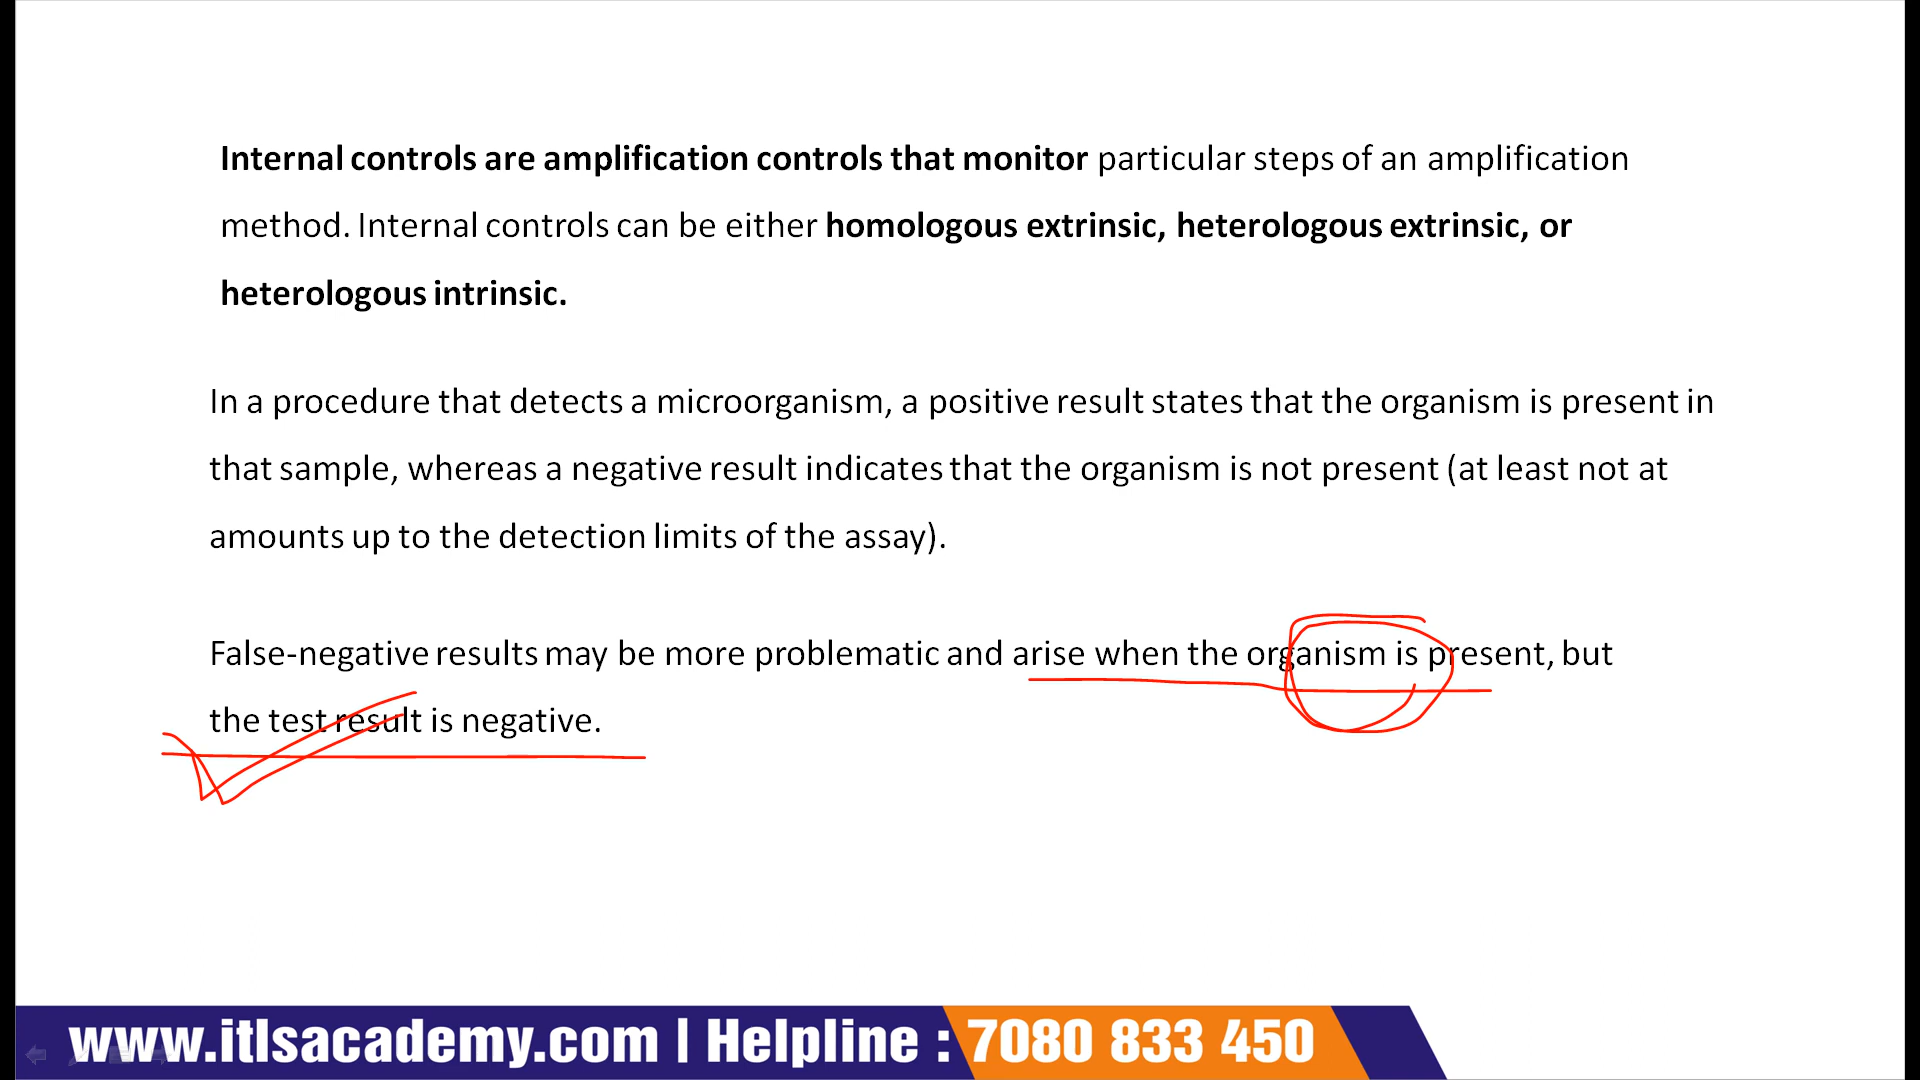 Internal controls are amplification controls that monitor particular steps of an amplification
method. Internal controls can be either homologous extrinsic, heterologous extrinsic, or
heterologous intrinsic.
In a procedure that detects a microorganism, a positive result states that the organism is present in
that sample, whereas a negative result indicates that the organism is not present (at least not at
amounts up to the detection limits of the assay).
False-negative results may be more problematic and arise when the organism is present, but
the test result is negative.
www.itlsacademy.com | Helpline : 7080 833 450